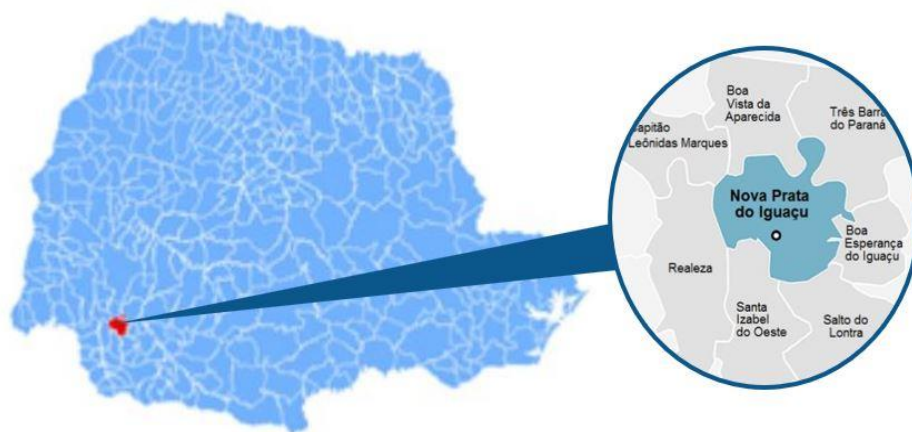 Boa
Vista da
Aparecida
Três Barra
do Paraná
apitão
Leônidas Marques
Nova Prata
do Iguaçu
Boa
Esperança
do Iguaçu
Realeza
Santa
Izabel
do Oeste
Salto do
Lontra